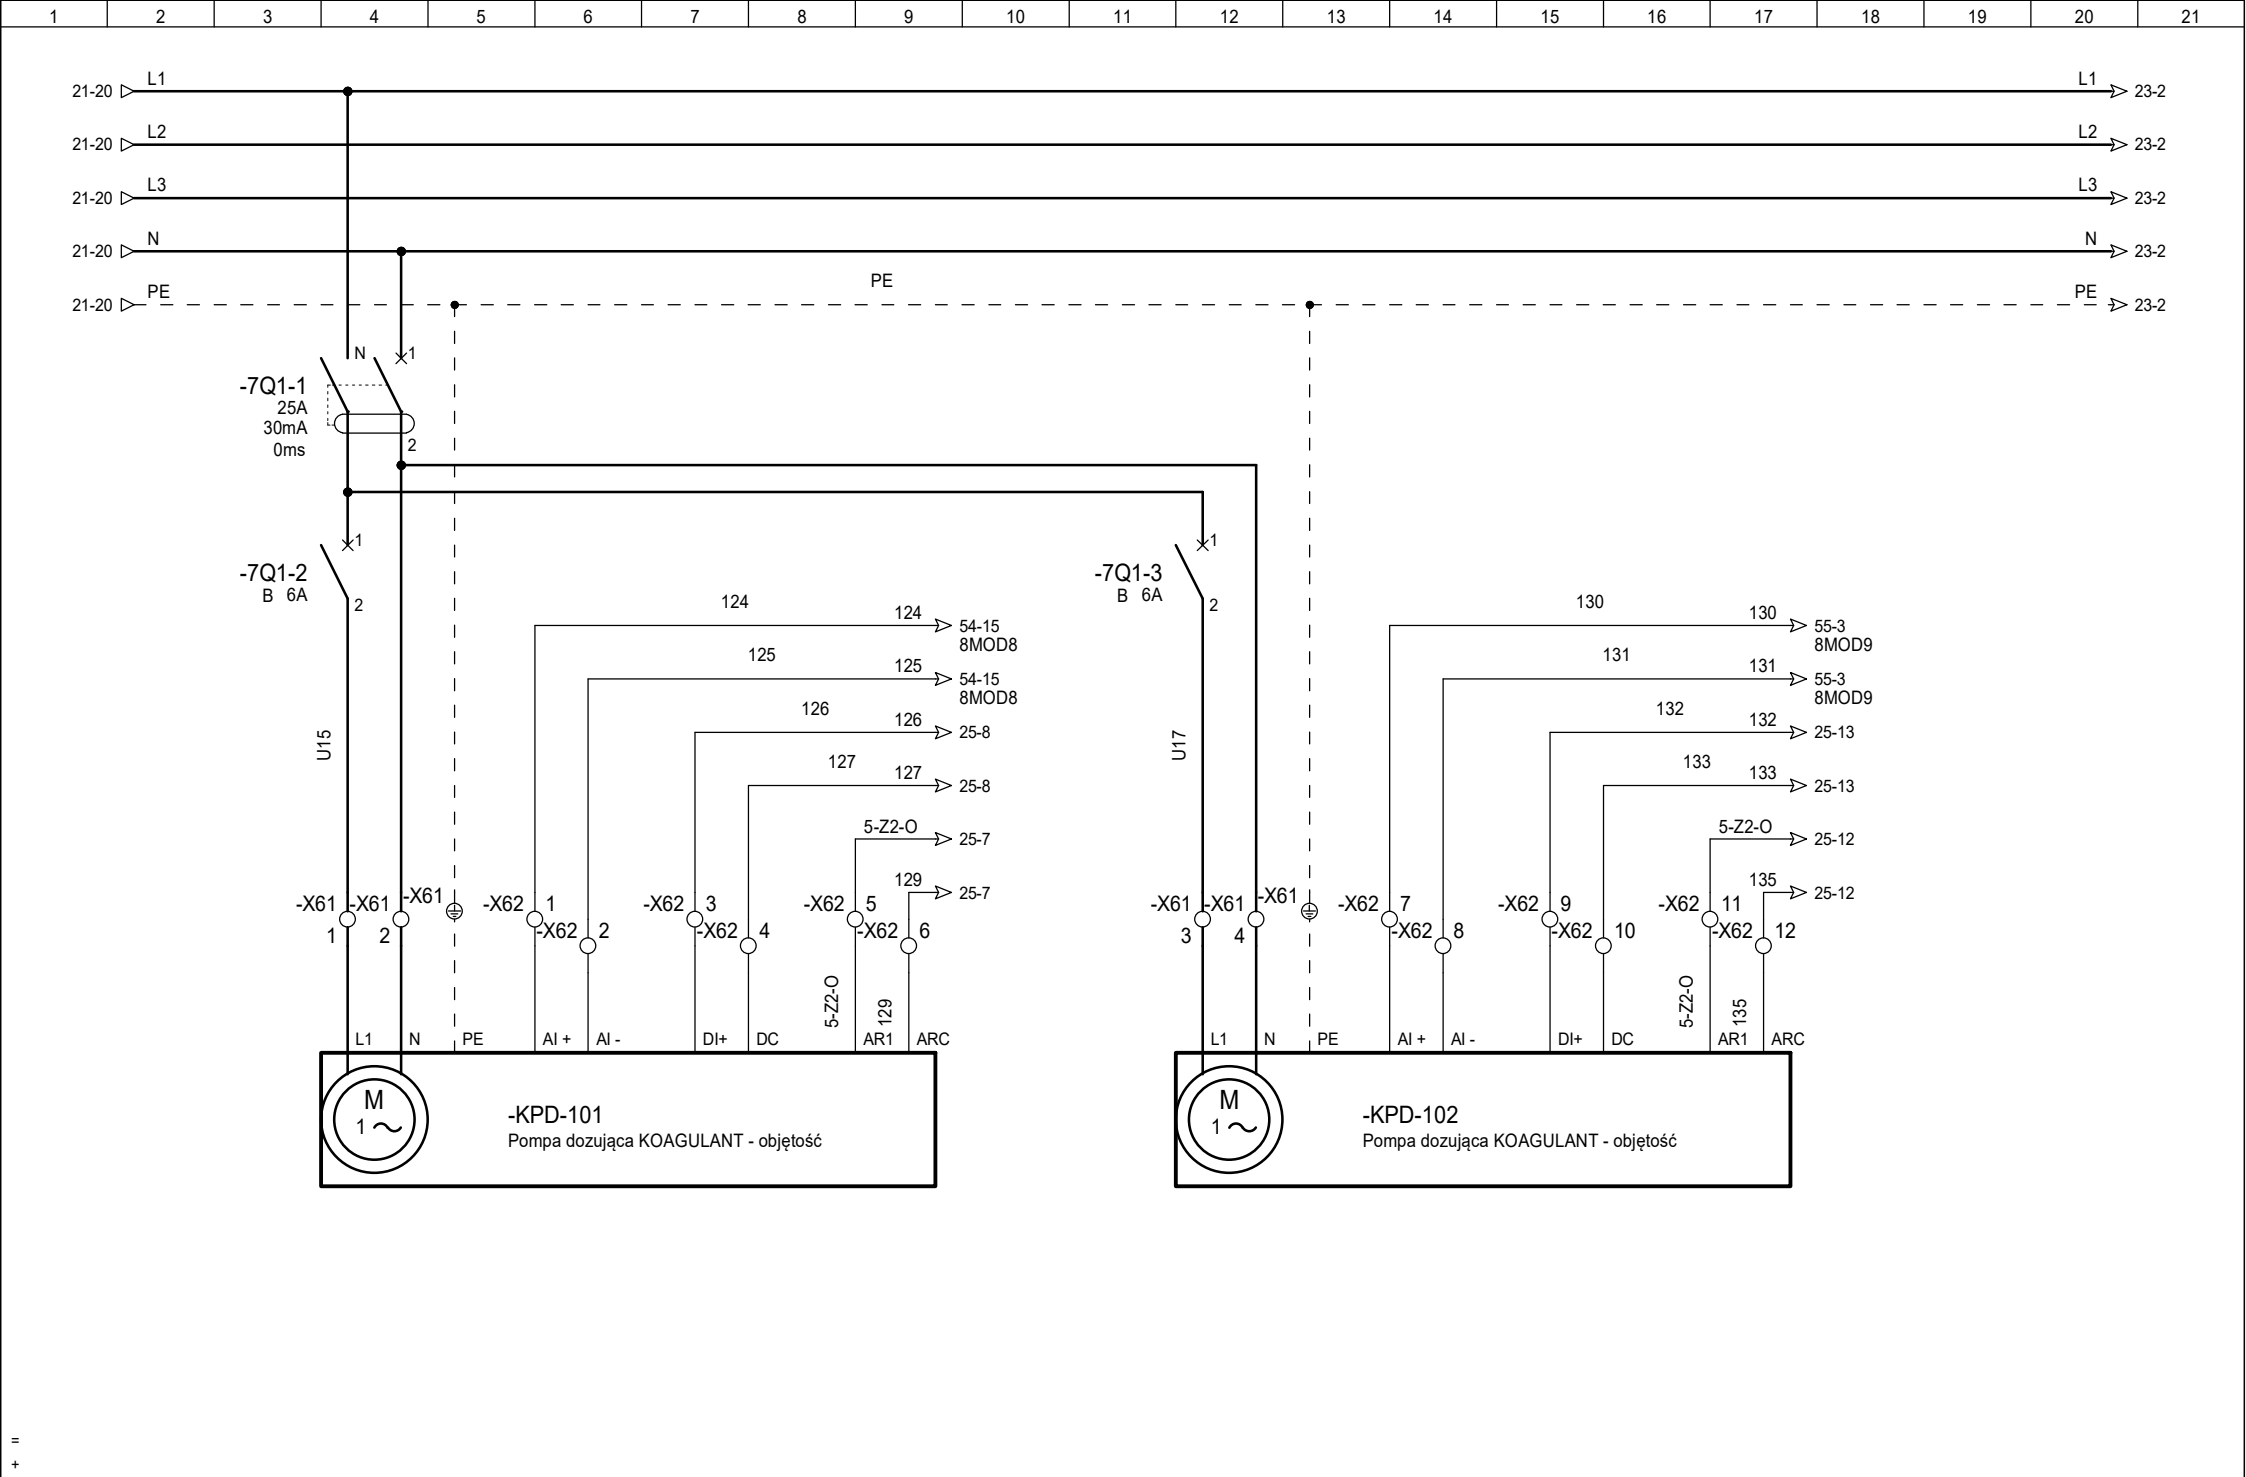 1 2 3 4 5 6 7 8 9 10 11 12 13 14 15 16 17 18 19 20 21
L1 L1
21-20 23-2
L2 L2
21-20 23-2
L3 L3
21-20 23-2
N N
21-20 23-2
PE PE PE
21-20 23-2
N 1
-7Q1-1
25A
30mA
0ms
2
1 1
-7Q1-2 -7Q1-3
B 6A B 6A
2 2
124 130
124 54-15 130 55-3
8MOD8 8MOD9
125 131
125 54-15 131 55-3
8MOD8 8MOD9
126 132
126 25-8 132 25-13
U15 U17
127 133
127 25-8 133 25-13
5-Z2-O 25-7 5-Z2-O 25-12
129 25-7 135 25-12
-X61 -X61 -X61 -X62 1 -X62 3 -X62 5 -X61 -X61 -X61 -X62 7 -X62 9 -X62 11
1 2 -X62 2 -X62 4 -X62 6 3 4 -X62 8 -X62 10 -X62 12
5-Z2-O 129 5-Z2-O 135
L1 N PE AI + AI - DI+ DC AR1 ARC L1 N PE AI + AI - DI+ DC AR1 ARC
M M
1 1
-KPD-101 -KPD-102
Pompa dozująca KOAGULANT - objętość Pompa dozująca KOAGULANT - objętość
=
+